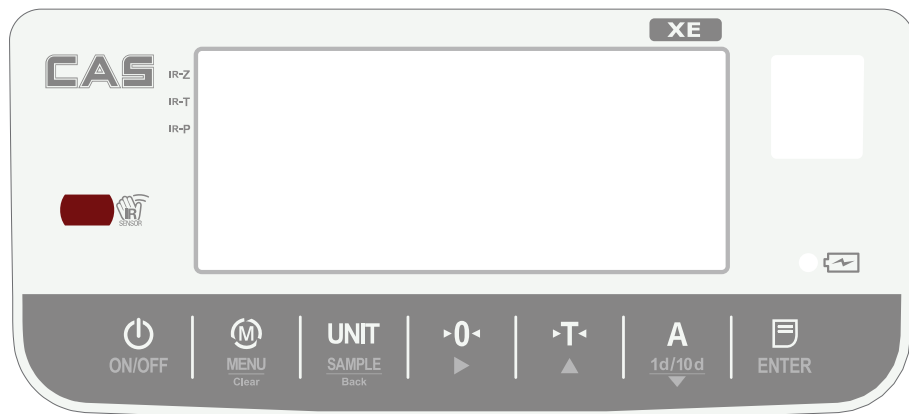 XE
CAS
IR-Z
IR-T
IR-P
IR
SENSOR
ON/OFF
M
MENU
Clear
UNIT
SAMPLE
Back
0
T
A
1d/10d
ENTER